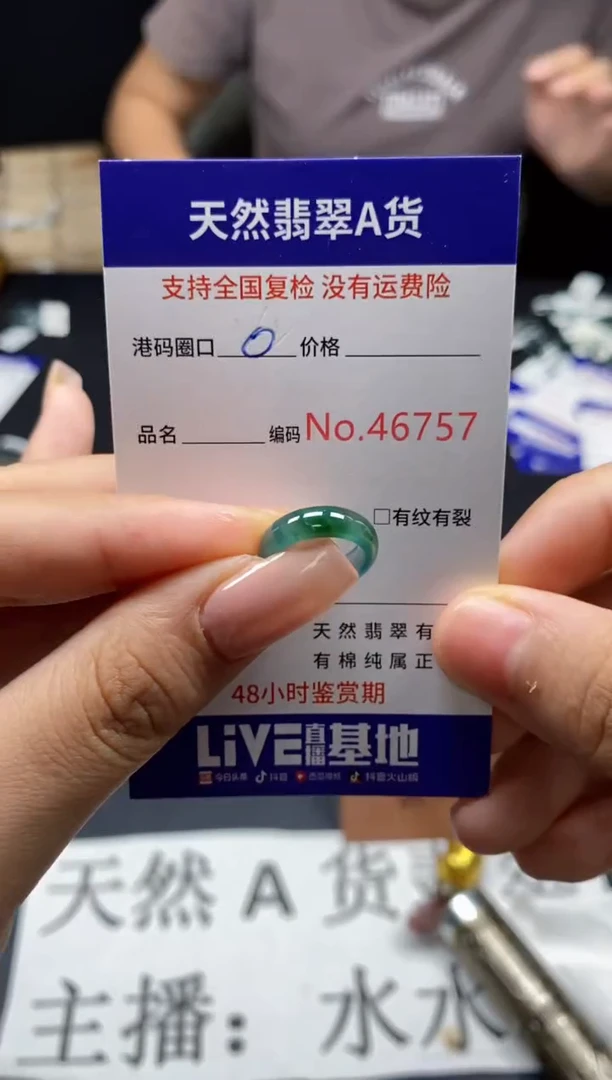 天然翡翠A货
支持全国复检 没有运费险
港码圈口 0 价格
品名 编码 No.46757
□有纹有裂
天然翡翠有
有棉纯属正
48小时鉴赏期
LiVE直播基地
今日头条 抖音 西瓜视频 抖音火山版
天然A货
主播：水水